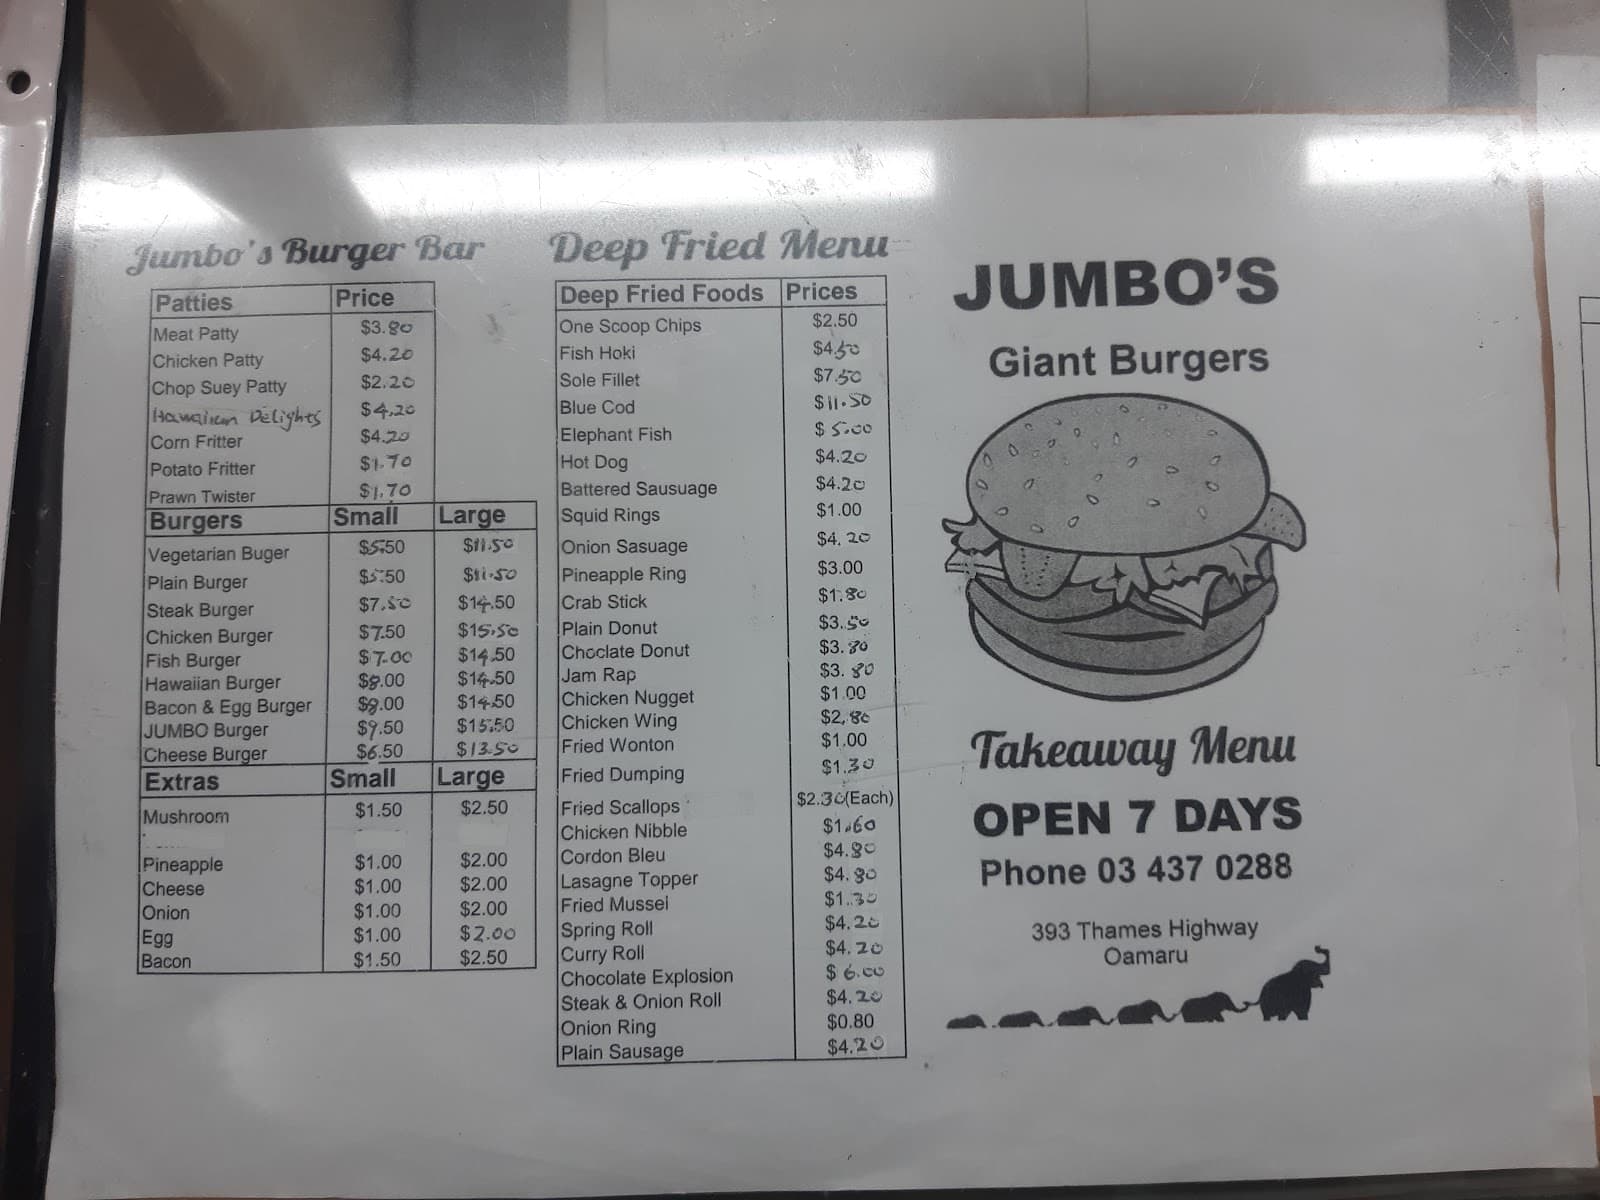 Jumbo's Burger Bar
Patties Price
Meat Patty $3.80
Chicken Patty $4.20
Chop Suey Patty $2.20
Hawaiian Delights $4.20
Corn Fritter $4.20
Potato Fritter $1.70
Prawn Twister $1.70
Burgers Small Large
Vegetarian Buger $5.50 $11.50
Plain Burger $5.50 $11.50
Steak Burger $7.50 $14.50
Chicken Burger $7.50 $15.50
Fish Burger $7.00 $14.50
Hawaiian Burger $8.00 $14.50
Bacon & Egg Burger $8.00 $14.50
JUMBO Burger $9.50 $15.50
Cheese Burger $6.50 $13.50
Extras Small Large
Mushroom $1.50 $2.50
Pineapple $1.00 $2.00
Cheese $1.00 $2.00
Onion $1.00 $2.00
Egg $1.00 $2.00
Bacon $1.50 $2.50
Deep Fried Menu
Deep Fried Foods Prices
One Scoop Chips $2.50
Fish Hoki $4.50
Sole Fillet $7.50
Blue Cod $11.50
Elephant Fish $5.00
Hot Dog $4.20
Battered Sausuage $4.20
Squid Rings $1.00
Onion Sasuage $4.20
Pineapple Ring $3.00
Crab Stick $1.80
Plain Donut $3.50
Choclate Donut $3.80
Jam Rap $3.80
Chicken Nugget $1.00
Chicken Wing $2.80
Fried Wonton $1.00
Fried Dumping $1.30
Fried Scallops $2.30(Each)
Chicken Nibble $1.60
Cordon Bleu $4.80
Lasagne Topper $4.80
Fried Mussel $1.30
Spring Roll $4.20
Curry Roll $4.20
Chocolate Explosion $6.00
Steak & Onion Roll $4.20
Onion Ring $0.80
Plain Sausage $4.20
JUMBO'S
Giant Burgers
Takeaway Menu
OPEN 7 DAYS
Phone 03 437 0288
393 Thames Highway
Oamaru